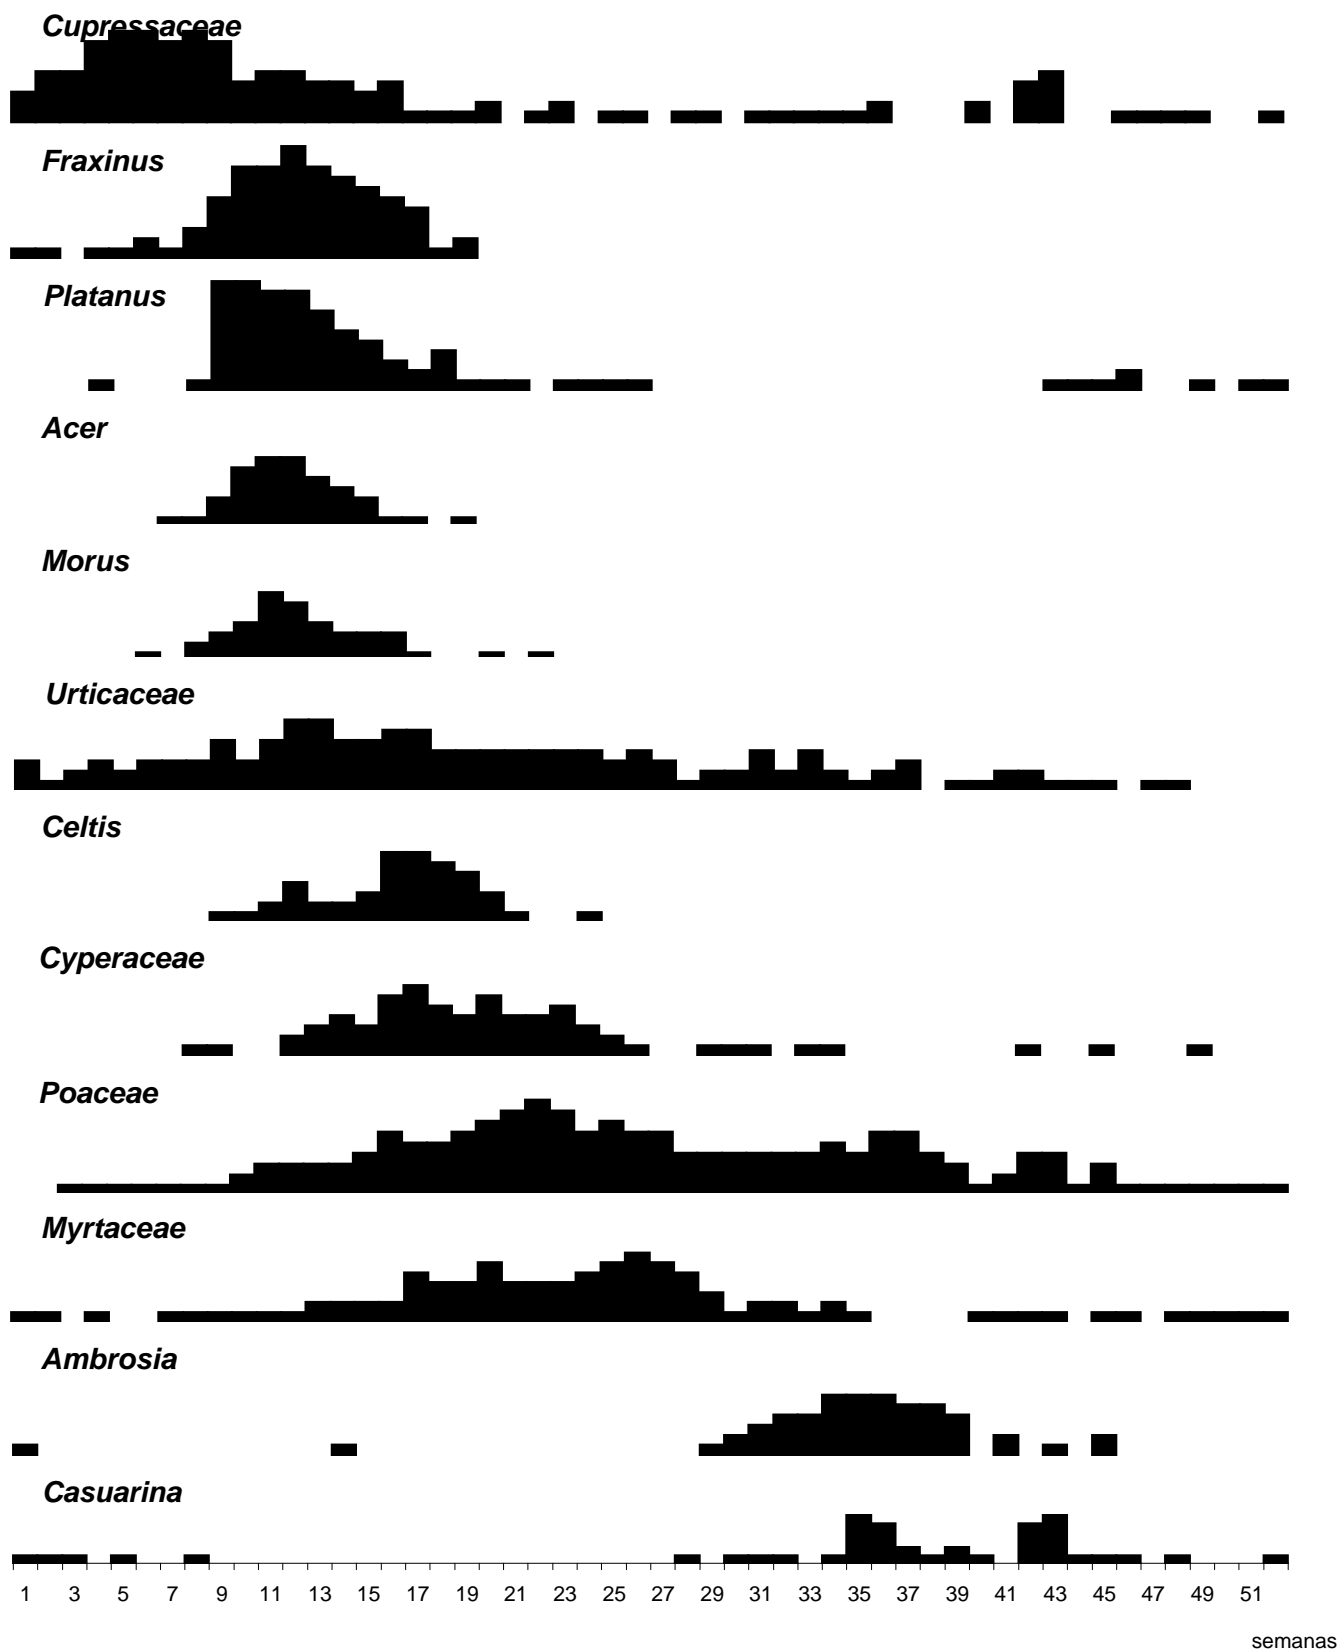 Cupressaceae
Fraxinus
Platanus
Acer
Morus
Urticaceae
Celtis
Cyperaceae
Poaceae
Myrtaceae
Ambrosia
Casuarina
1 3 5 7 9 11 13 15 17 19 21 23 25 27 29 31 33 35 37 39 41 43 45 47 49 51
semanas